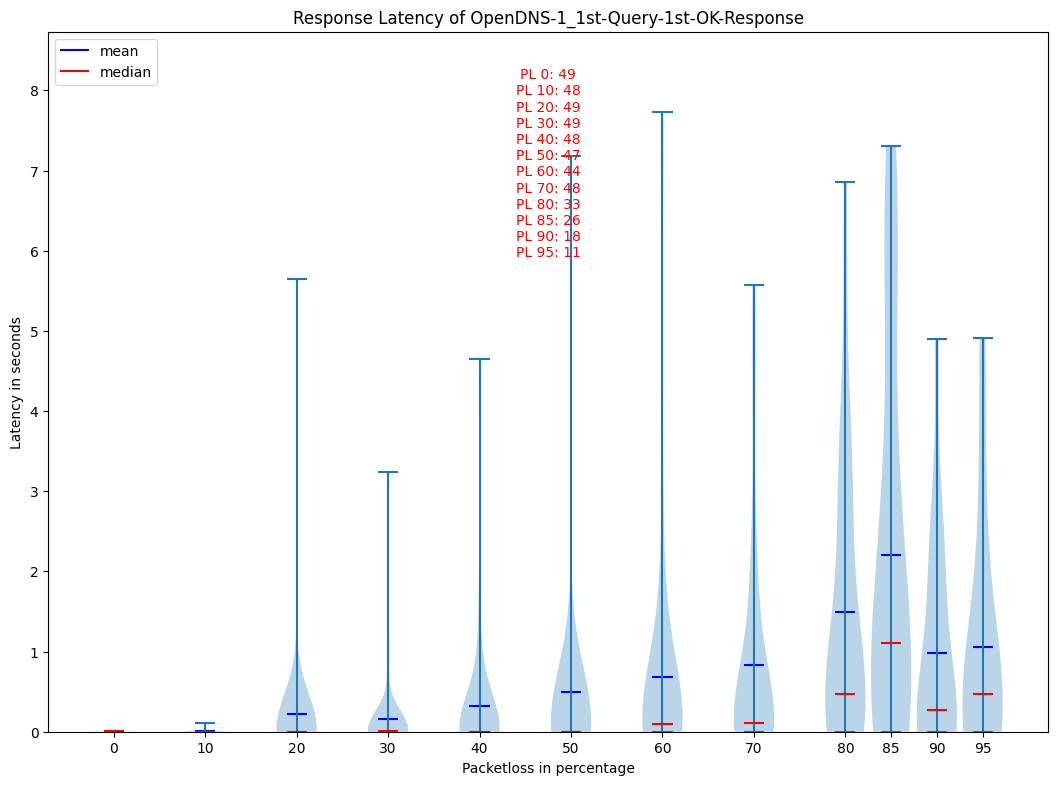 Response Latency of OpenDNS-1_1st-Query-1st-OK-Response
mean
median
PL 0: 49
PL 10: 48
PL 20: 49
PL 30: 49
PL 40: 48
PL 50: 47
PL 60: 44
PL 70: 48
PL 80: 33
PL 85: 26
PL 90: 18
PL 95: 11
8
7
6
5
4
3
2
1
0
Latency in seconds
0 10 20 30 40 50 60 70 80 85 90 95
Packetloss in percentage